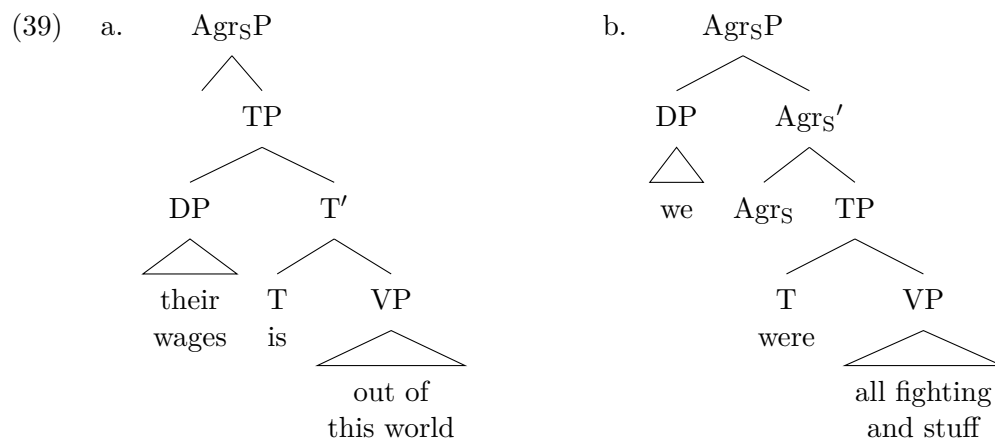 (39) a. AgrSP b. AgrSP
TP DP AgrS′
DP T′ we AgrS TP
their T VP T VP
wages is were
out of all fighting
this world and stuff